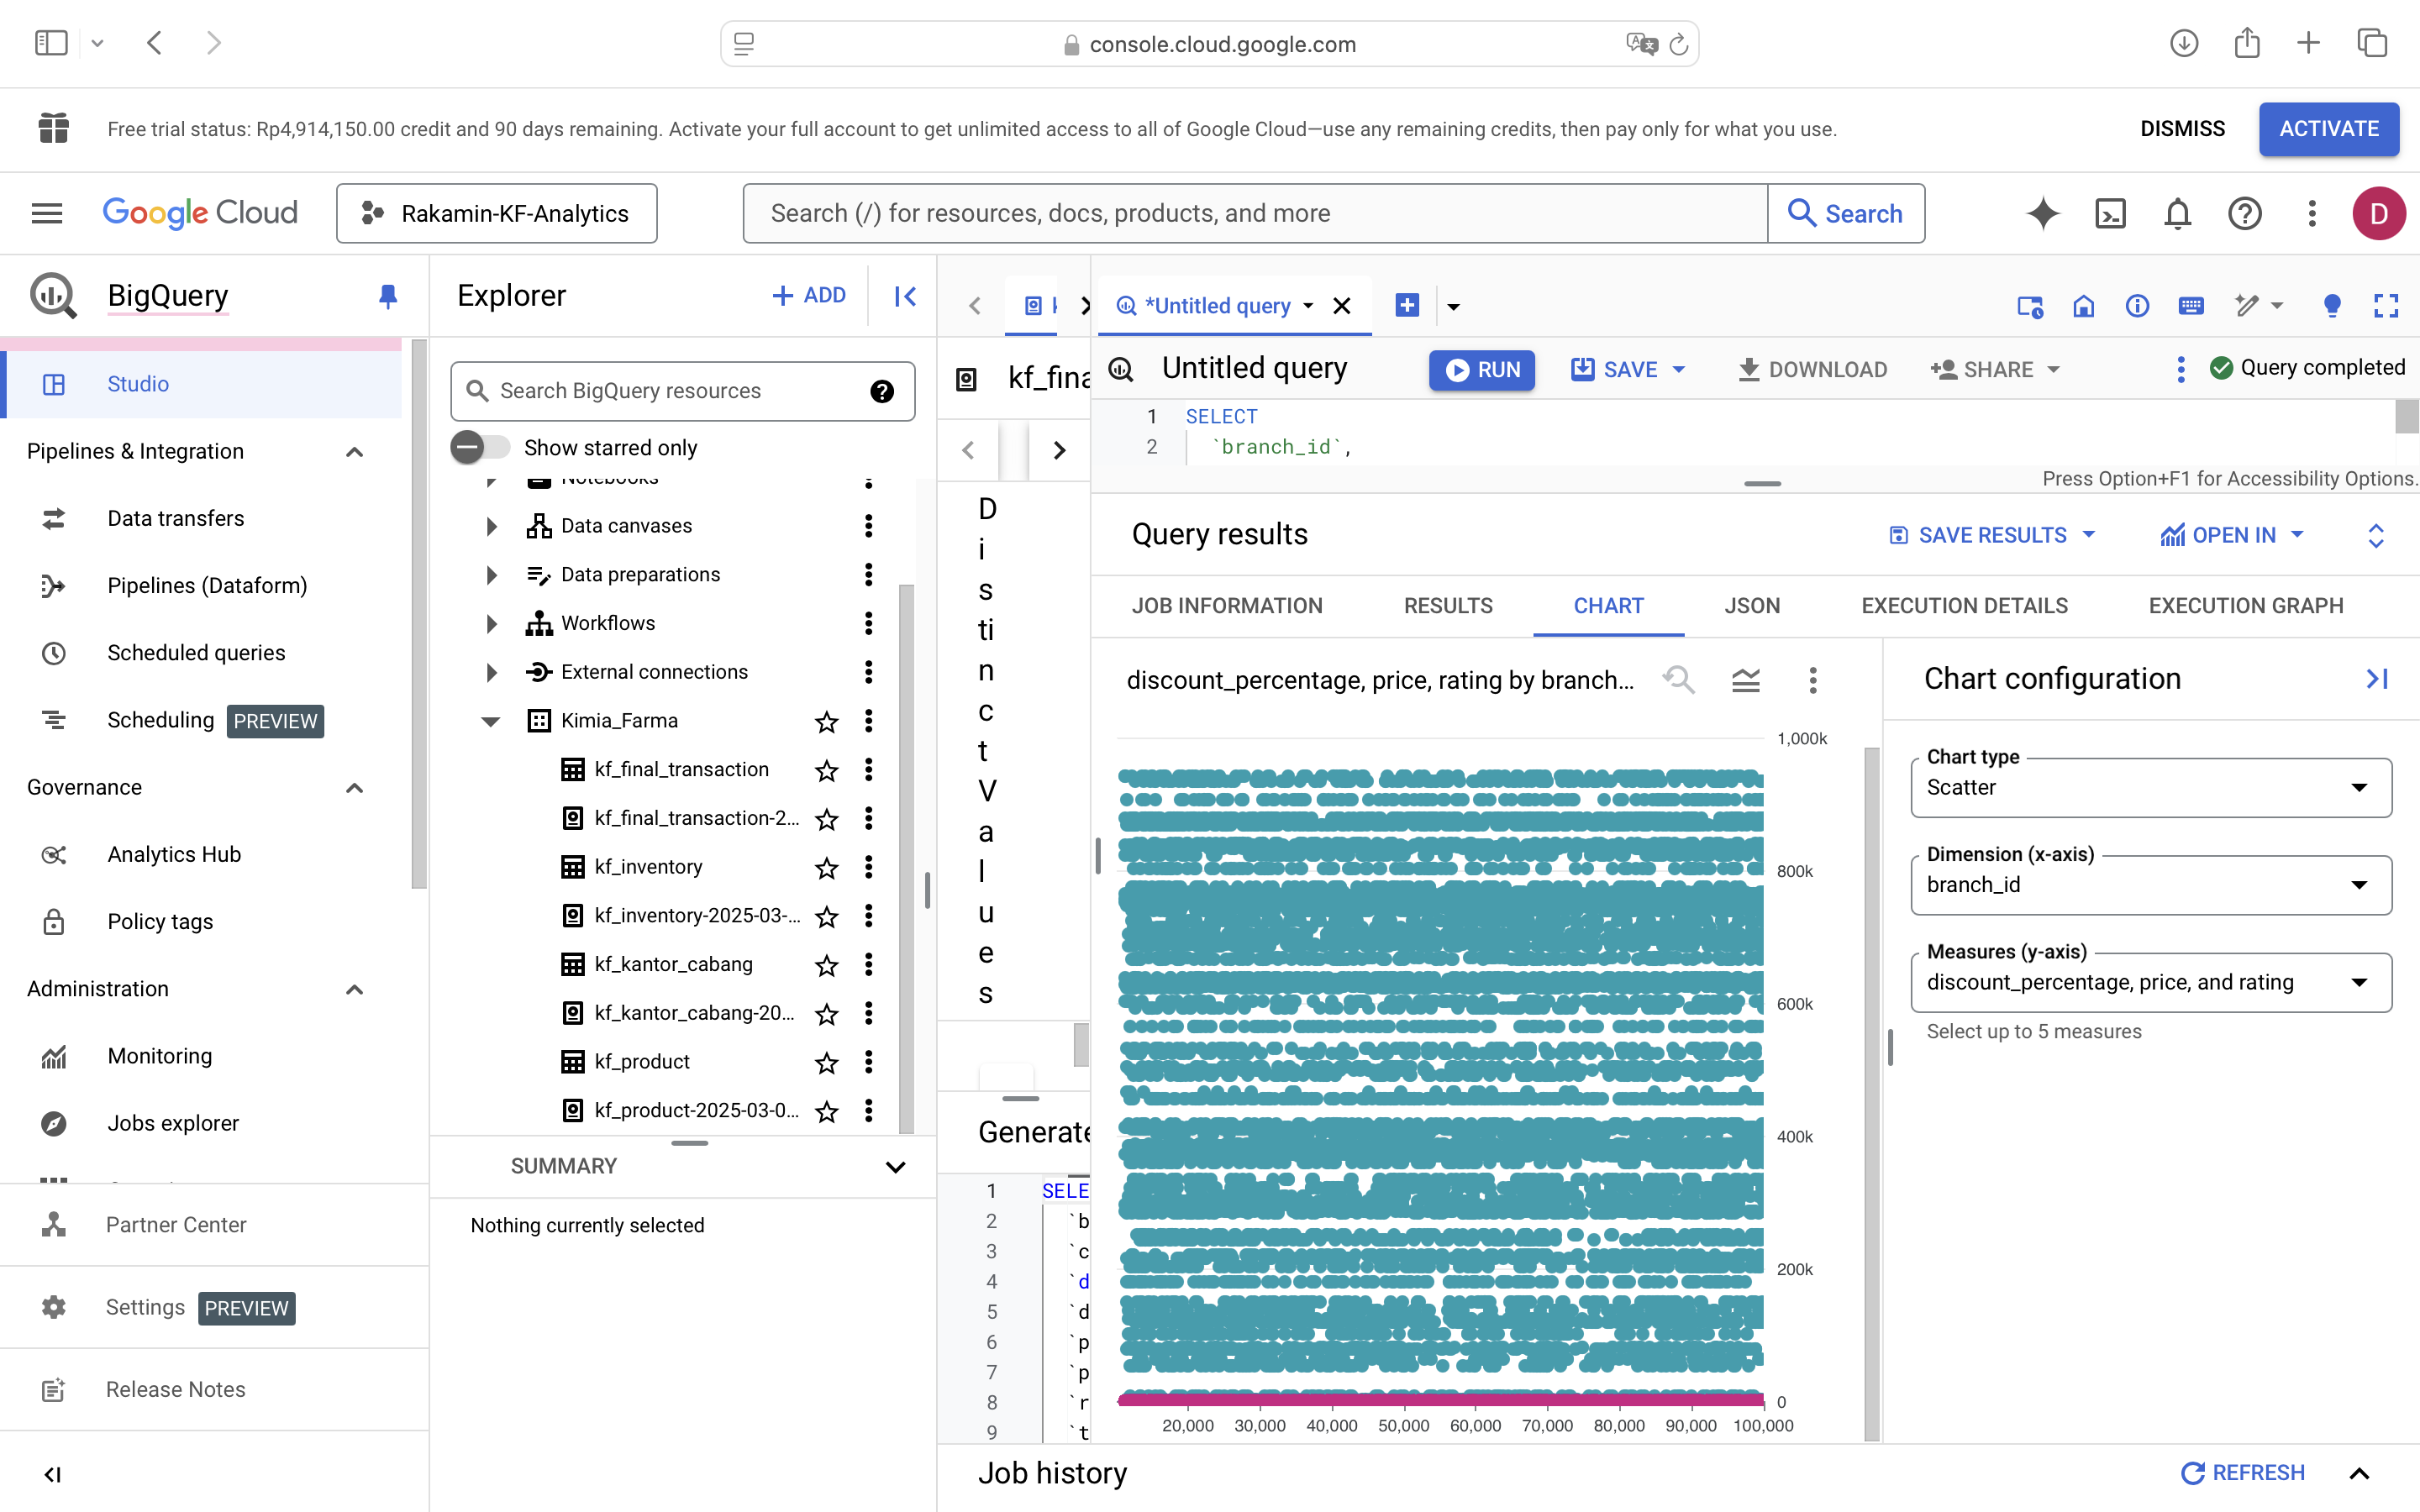 console.cloud.google.com
Free trial status: Rp4,914,150.00 credit and 90 days remaining. Activate your full account to get unlimited access to all of Google Cloud—use any remaining credits, then pay only for what you use.
DISMISS
ACTIVATE
Google Cloud
Rakamin-KF-Analytics
Search (/) for resources, docs, products, and more
Search
D
BigQuery
Studio
Pipelines & Integration
Data transfers
Pipelines (Dataform)
Scheduled queries
Scheduling PREVIEW
Governance
Analytics Hub
Policy tags
Administration
Monitoring
Jobs explorer
Partner Center
Settings PREVIEW
Release Notes
Explorer
ADD
Search BigQuery resources
Show starred only
Notebooks
Data canvases
Data preparations
Workflows
External connections
Kimia_Farma
kf_final_transaction
kf_final_transaction-2...
kf_inventory
kf_inventory-2025-03-...
kf_kantor_cabang
kf_kantor_cabang-20...
kf_product
kf_product-2025-03-0...
SUMMARY
Nothing currently selected
kf_fina
D
i
s
ti
n
c
t
V
a
l
u
e
s
Generate
1 SELE
2 `b
3 `c
4 `d
5 `d
6 `p
7 `p
8 `r
9 `t
*Untitled query
Untitled query
RUN
SAVE
DOWNLOAD
SHARE
Query completed
1 SELECT
2 `branch_id`,
Press Option+F1 for Accessibility Options.
Query results
SAVE RESULTS
OPEN IN
JOB INFORMATION
RESULTS
CHART
JSON
EXECUTION DETAILS
EXECUTION GRAPH
discount_percentage, price, rating by branch...
1,000k
800k
600k
400k
200k
0
20,000 30,000 40,000 50,000 60,000 70,000 80,000 90,000 100,000
Chart configuration
Chart type
Scatter
Dimension (x-axis)
branch_id
Measures (y-axis)
discount_percentage, price, and rating
Select up to 5 measures
Job history
REFRESH